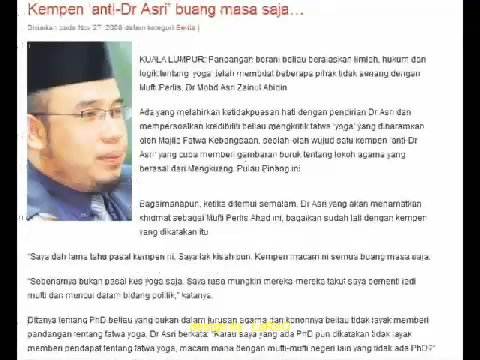 Kempen 'anti-Dr Asri' buang masa saja...
Disiarkan pada Nov 27, 2008 dalam kategori Berita |
KUALA LUMPUR: Pandangan berani beliau berasaskan ilmiah, hukum dan
logik tentang 'yoga' telah membuat beberapa pihak tidak senang dengan
Mufti Perlis, Dr Mohd Asri Zainul Abidin.
Ada yang melahirkan ketidakpuasan hati dengan pendirian Dr Asri dan
mempersoalkan kredibiliti beliau mengkritik fatwa 'yoga' yang diharamkan
oleh Majlis Fatwa Kebangsaan, seolah-oleh wujud satu kempen 'anti-Dr
Asri' yang cuba memberi gambaran buruk tentang tokoh agama yang
berasal dari Mengkuang, Pulau Pinang ini.
Bagaimanapun, ketika ditemui semalam, Dr Asri yang akan menamatkan
khidmat sebagai Mufti Perlis Ahad ini, bagaikan sudah lali dengan kempen
yang dikatakan itu.
"Saya dah lama tahu pasal kempen ni. Saya tak kisah pun. Kempen macam ni semua buang masa saja.
"Sebenarnya bukan pasal kes yoga saja. Saya rasa mungkin mereka-mereka takut saya berhenti jadi
mufti dan muncul dalam bidang politik," katanya.
Ditanya tentang PhD beliau yang bukan dalam jurusan agama dan kononnya beliau tidak layak memberi
pandangan tentang fatwa yoga, Dr Asri berkata: "Kalau saya yang ada PhD pun dikatakan tidak layak
memberi pendapat tentang fatwa yoga, macam mana dengan mufti-mufti negeri lain yang tidak ada PhD?"